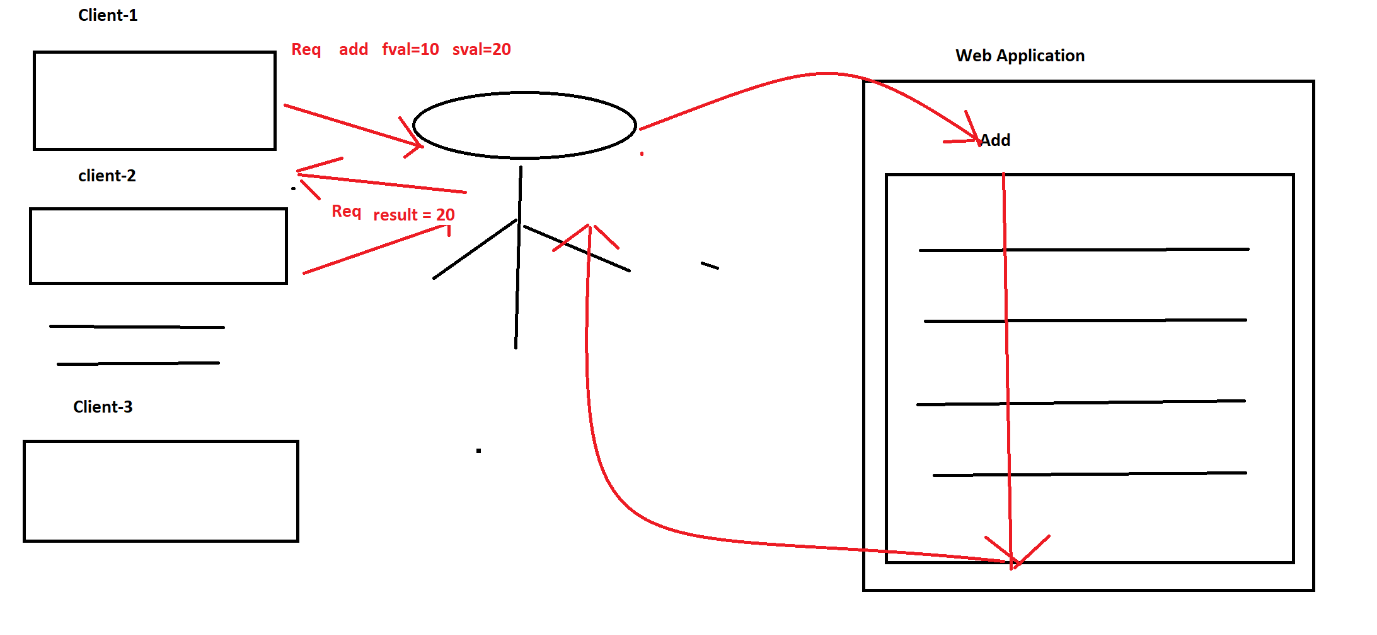 Client-1
Req add fval=10 sval=20
Web Application
Add
client-2
Req result = 20
Client-3